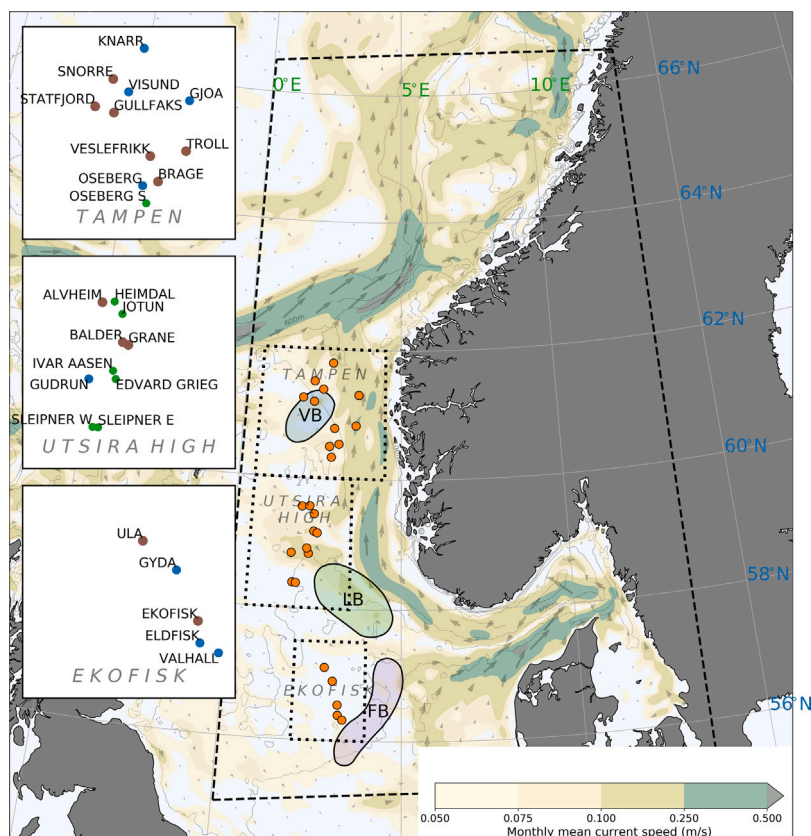 KNARR
SNORRE
VISUND
STATFJORD
GJOA
GULLFAKS
VESLEFRIKK
TROLL
OSEBERG
BRAGE
OSEBERG S
TAMPEN
ALVHEIM
HEIMDAL
JOTUN
BALDER
GRANE
IVAR AASEN
GUDRUN
EDVARD GRIEG
SLEIPNER W
SLEIPNER E
UTSIRA HIGH
ULA
GYDA
EKOFISK
ELDFISK
VALHALL
EKOFISK
0°E
5°E
10°E
66°N
64°N
62°N
60°N
58°N
56°N
600m
TAMPEN
VB
UTSIRA
HIGH
LB
400m
EKOFISK
FB
0.050 0.075 0.100 0.250 0.500
Monthly mean current speed (m/s)